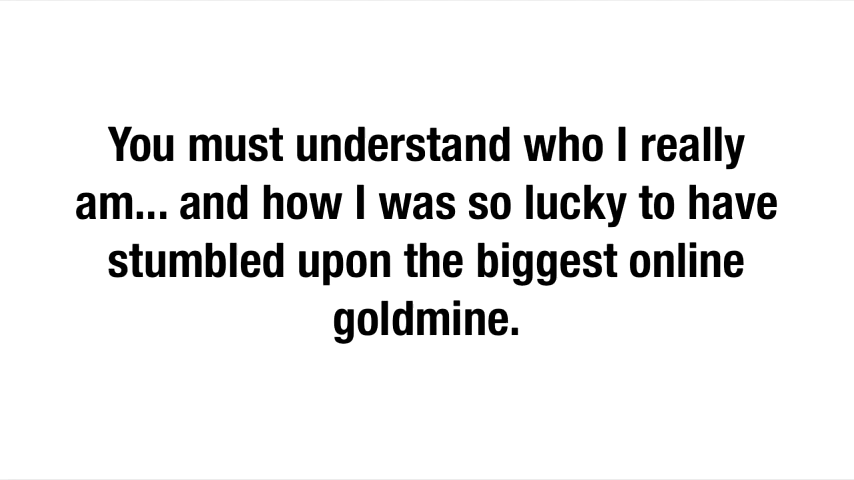 You must understand who I really
am... and how I was so lucky to have
stumbled upon the biggest online
goldmine.